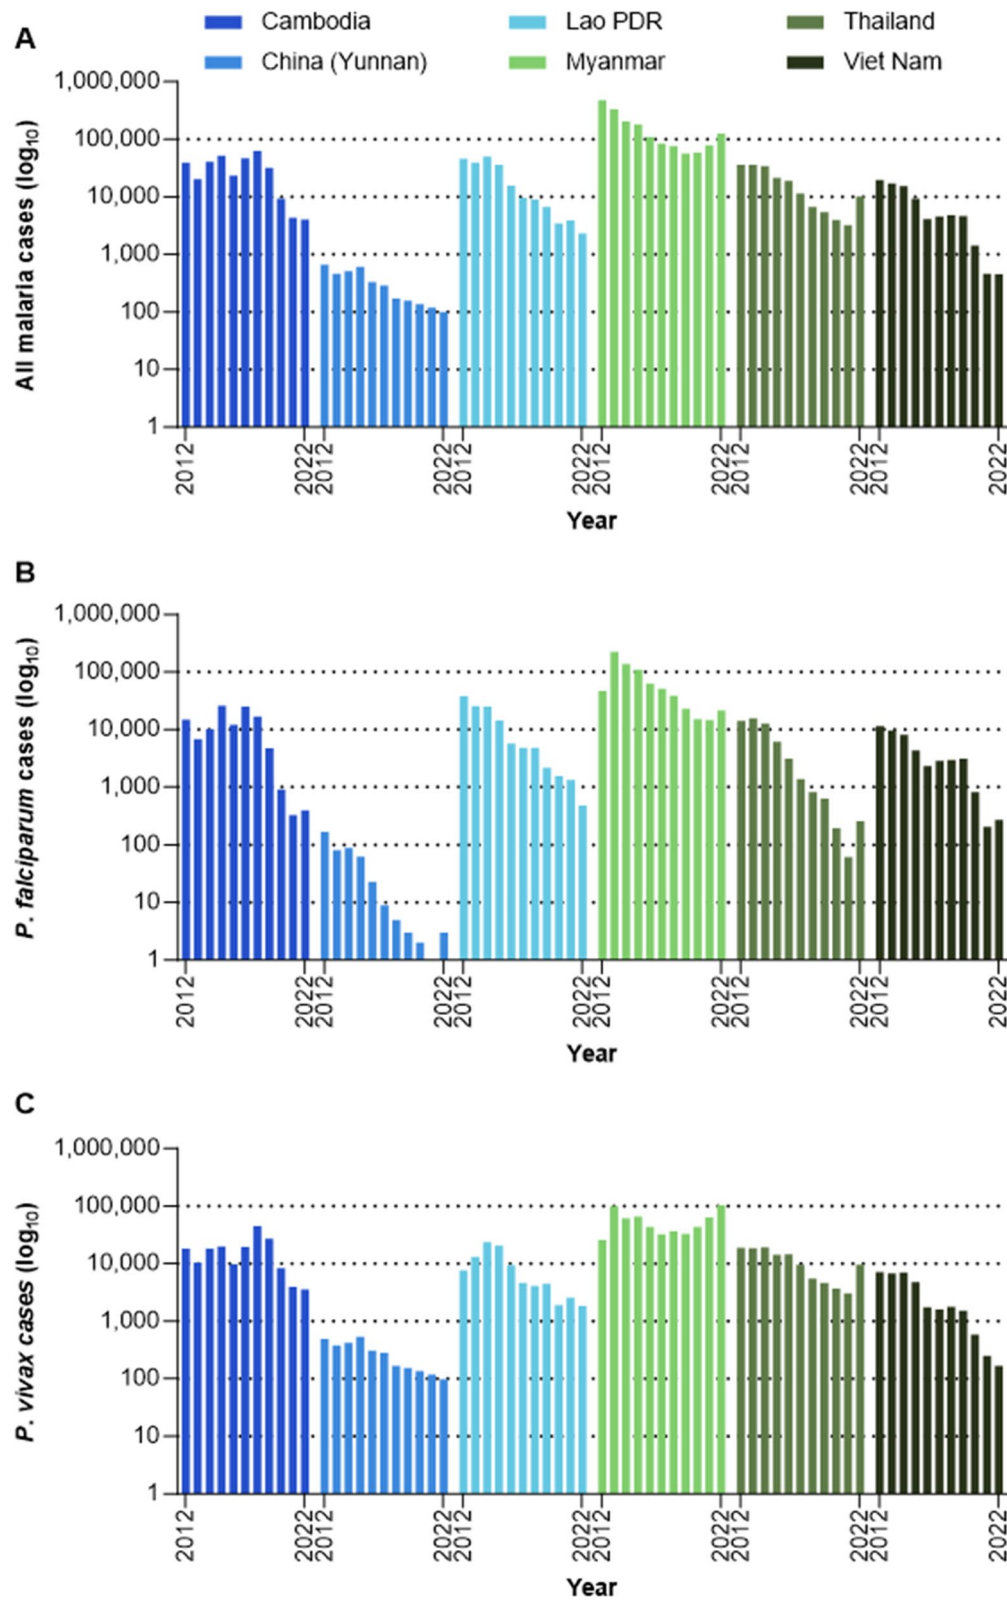 A
Cambodia Lao PDR Thailand
China (Yunnan) Myanmar Viet Nam
All malaria cases (log10)
1,000,000
100,000
10,000
1,000
100
10
1
2012 2022 2012 2022 2012 2022 2012 2022 2012 2022 2012 2022
Year
B
P. falciparum cases (log10)
1,000,000
100,000
10,000
1,000
100
10
1
2012 2022 2012 2022 2012 2022 2012 2022 2012 2022 2012 2022
Year
C
P. vivax cases (log10)
1,000,000
100,000
10,000
1,000
100
10
1
2012 2022 2012 2022 2012 2022 2012 2022 2012 2022 2012 2022
Year